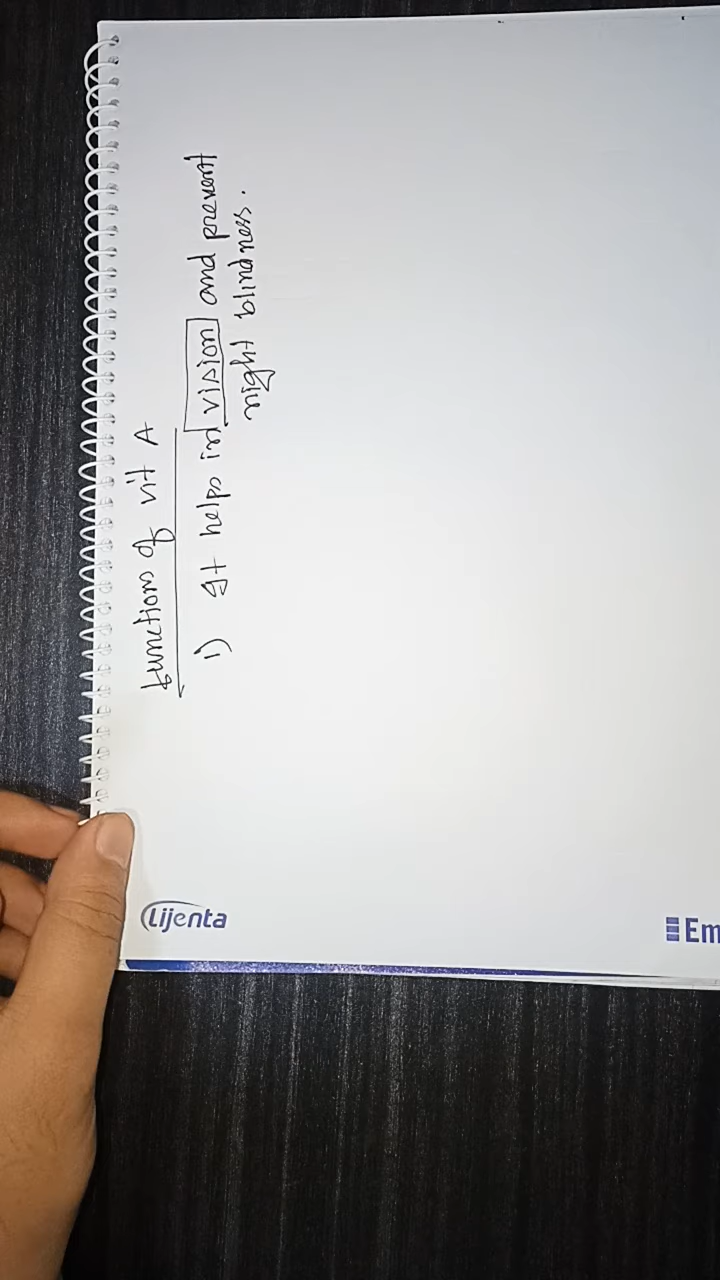 functions of vit A
1) It helps in vision and prevent
night blindness.
Lijenta
Em